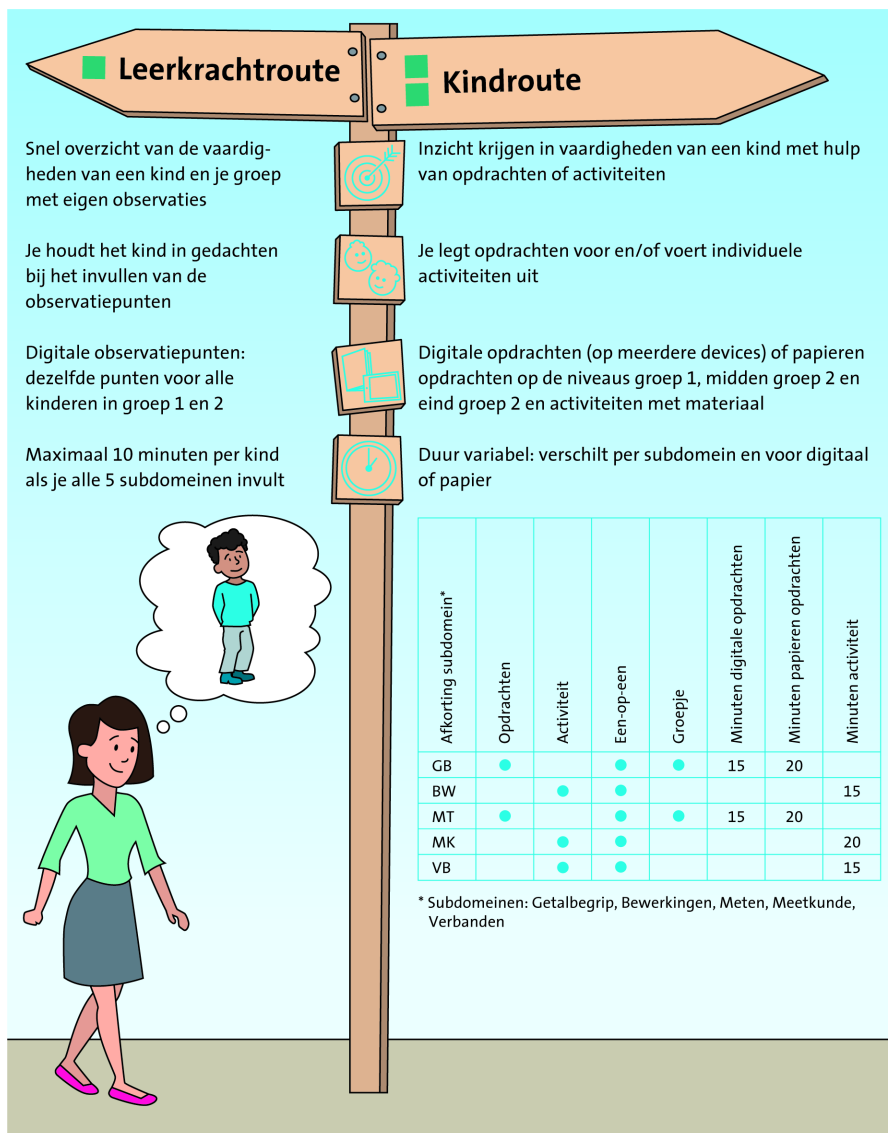 Leerkrachtroute
Kindroute
Snel overzicht van de vaardig-
heden van een kind en je groep
met eigen observaties
Inzicht krijgen in vaardigheden van een kind met hulp
van opdrachten of activiteiten
Je houdt het kind in gedachten
bij het invullen van de
observatiepunten
Je legt opdrachten voor en/of voert individuele
activiteiten uit
Digitale observatiepunten:
dezelfde punten voor alle
kinderen in groep 1 en 2
Digitale opdrachten (op meerdere devices) of papieren
opdrachten op de niveaus groep 1, midden groep 2 en
eind groep 2 en activiteiten met materiaal
Maximaal 10 minuten per kind
als je alle 5 subdomeinen invult
Duur variabel: verschilt per subdomein en voor digitaal
of papier
Afkorting subdomein*
Opdrachten
Activiteit
Een-op-een
Groepje
Minuten digitale opdrachten
Minuten papieren opdrachten
Minuten activiteit
GB 15 20
BW 15
MT 15 20
MK 20
VB 15
* Subdomeinen: Getalbegrip, Bewerkingen, Meten, Meetkunde,
Verbanden